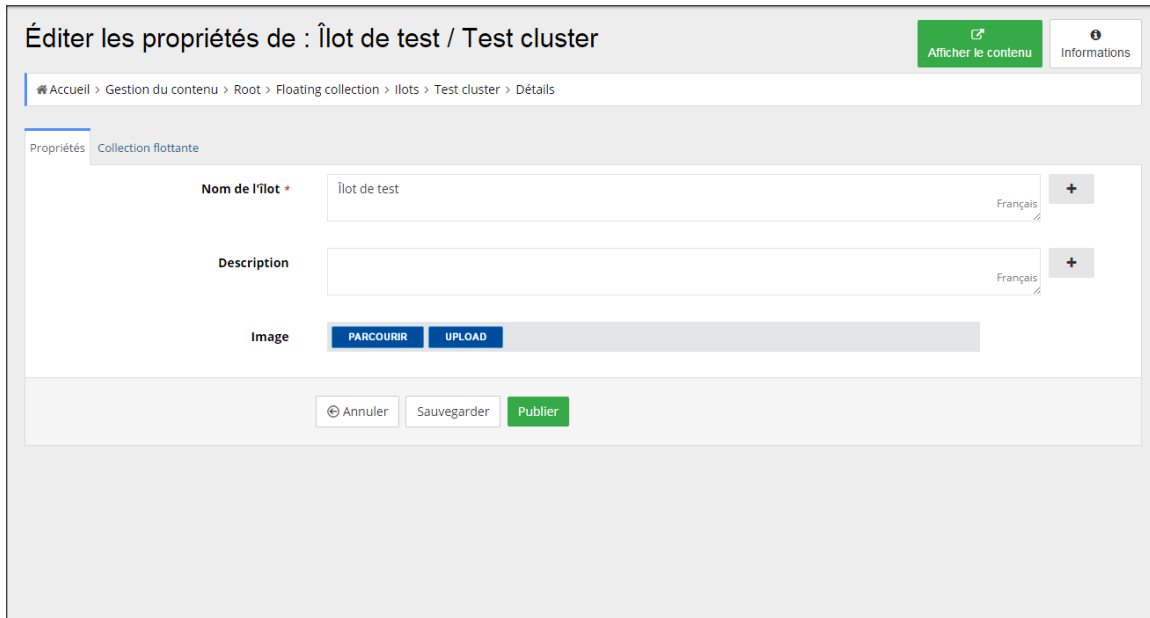 Éditer les propriétés de : Îlot de test / Test cluster
Afficher le contenu
Informations
Accueil > Gestion du contenu > Root > Floating collection > Ilots > Test cluster > Détails
Propriétés Collection flottante
Nom de l'îlot *
Îlot de test
Français
+
Description
Français
+
Image
PARCOURIR UPLOAD
Annuler Sauvegarder Publier